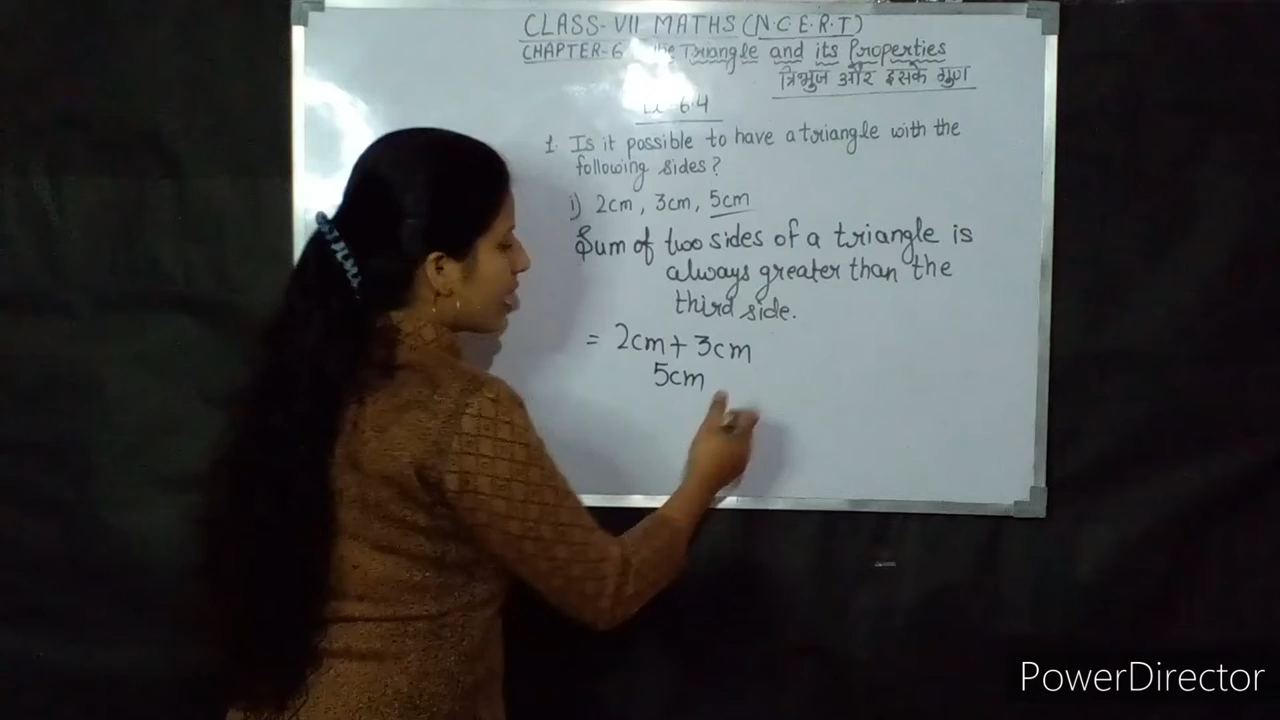 CLASS-VII MATHS (N.C.E.R.T)
CHAPTER-6 The Triangle and its Properties
त्रिभुज और इसके गुण
6.4
1. Is it possible to have a triangle with the
following sides?
i) 2cm, 3cm, 5cm
Sum of two sides of a triangle is
always greater than the
third side.
= 2cm + 3cm
5cm
PowerDirector